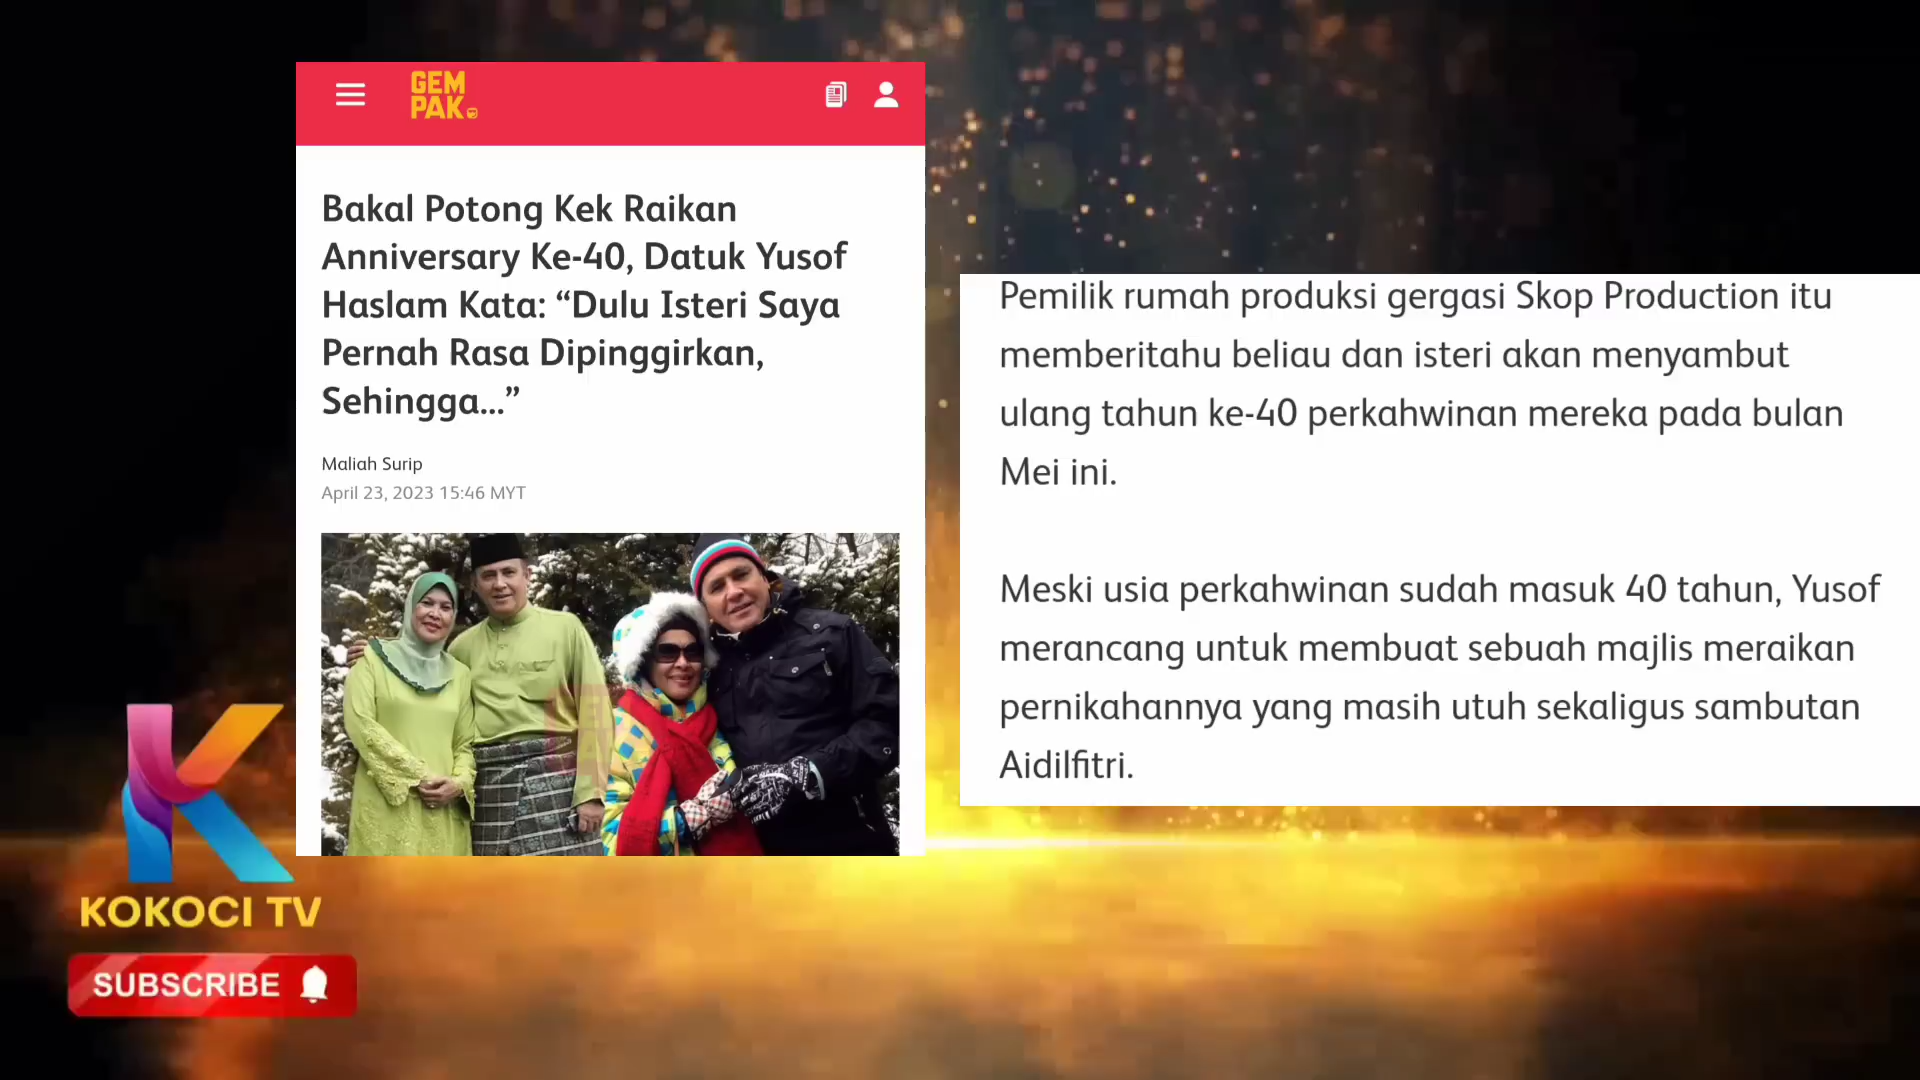 GEM
PAK
Bakal Potong Kek Raikan
Anniversary Ke-40, Datuk Yusof
Haslam Kata: “Dulu Isteri Saya
Pernah Rasa Dipinggirkan,
Sehingga...”
Maliah Surip
April 23, 2023 15:46 MYT
Pemilik rumah produksi gergasi Skop Production itu
memberitahu beliau dan isteri akan menyambut
ulang tahun ke-40 perkahwinan mereka pada bulan
Mei ini.
Meski usia perkahwinan sudah masuk 40 tahun, Yusof
merancang untuk membuat sebuah majlis meraikan
pernikahannya yang masih utuh sekaligus sambutan
Aidilfitri.
K
KOKOCI TV
SUBSCRIBE